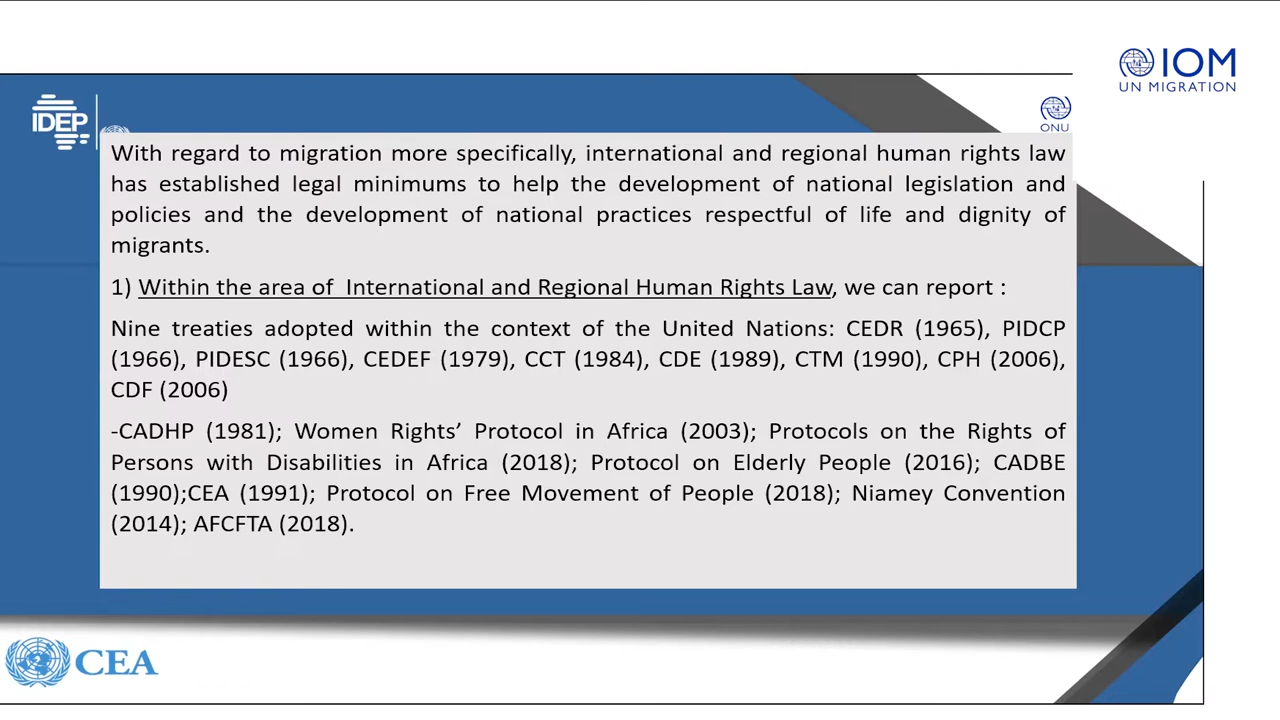 IOM
UN MIGRATION
IDEP
ONU
With regard to migration more specifically, international and regional human rights law
has established legal minimums to help the development of national legislation and
policies and the development of national practices respectful of life and dignity of
migrants.
1) Within the area of  International and Regional Human Rights Law, we can report :
Nine treaties adopted within the context of the United Nations: CEDR (1965), PIDCP
(1966), PIDESC (1966), CEDEF (1979), CCT (1984), CDE (1989), CTM (1990), CPH (2006),
CDF (2006)
-CADHP (1981); Women Rights’ Protocol in Africa (2003); Protocols on the Rights of
Persons with Disabilities in Africa (2018); Protocol on Elderly People (2016); CADBE
(1990);CEA (1991); Protocol on Free Movement of People (2018); Niamey Convention
(2014); AFCFTA (2018).
CEA